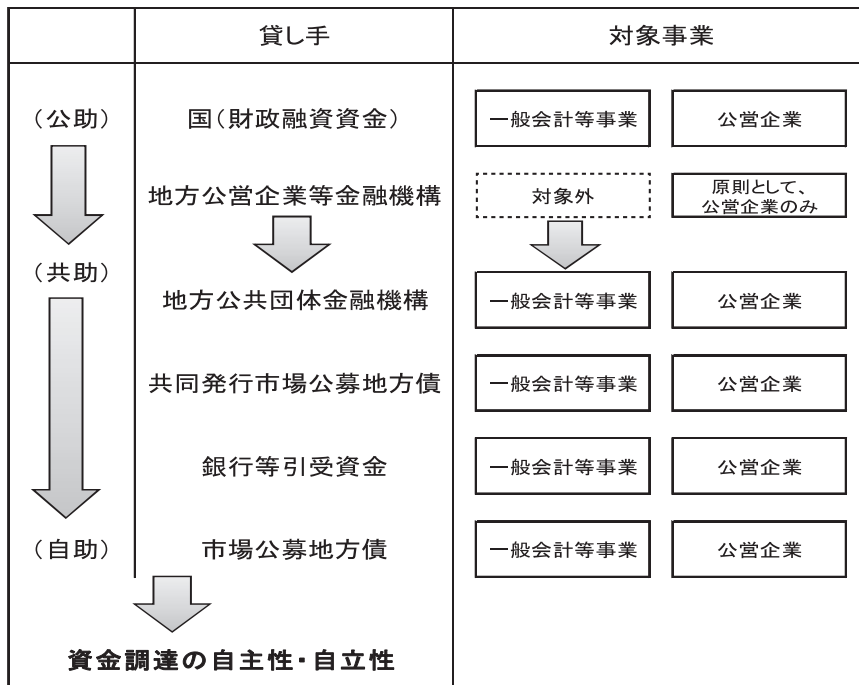 貸し手 対象事業
（公助） 国（財政融資資金） 一般会計等事業 公営企業
地方公営企業等金融機構 対象外 原則として、
公営企業のみ
（共助）
地方公共団体金融機構 一般会計等事業 公営企業
共同発行市場公募地方債 一般会計等事業 公営企業
銀行等引受資金 一般会計等事業 公営企業
（自助） 市場公募地方債 一般会計等事業 公営企業
資金調達の自主性・自立性